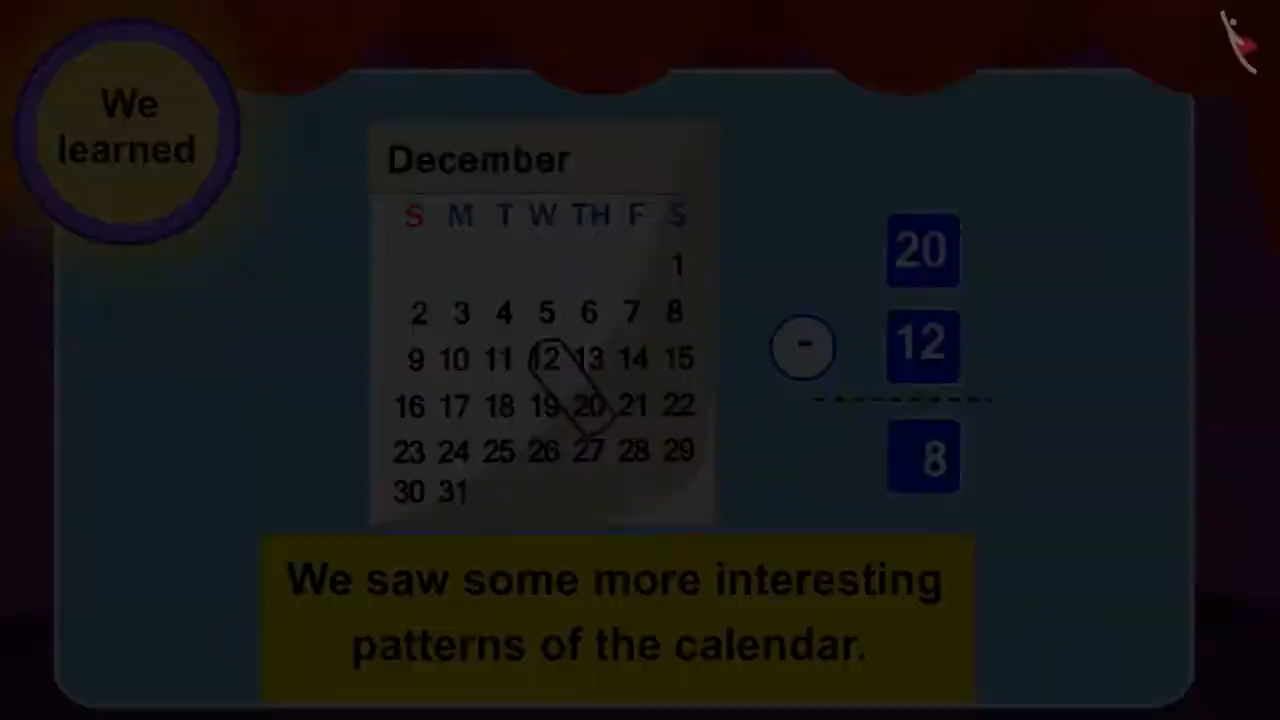 We
learned
December
S M T W TH F S
1
2 3 4 5 6 7 8
9 10 11 12 13 14 15
16 17 18 19 20 21 22
23 24 25 26 27 28 29
30 31
20
- 12
8
We saw some more interesting
patterns of the calendar.